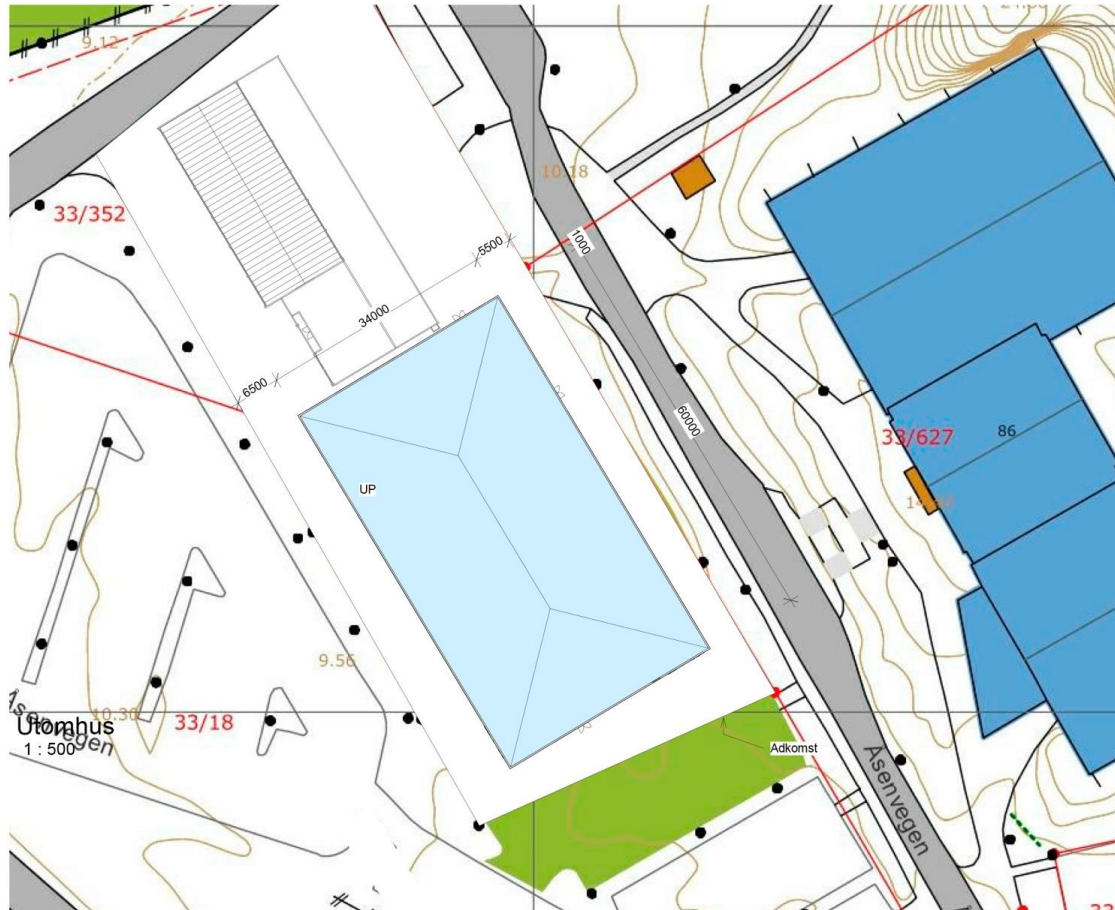 9.12
33/352
10.18
1000
5500
34000
6500
60000
33/627
86
UP
9.56
10.30
33/18
Åsenvegen
Utomhus
1 : 500
Adkomst
Åsenvegen